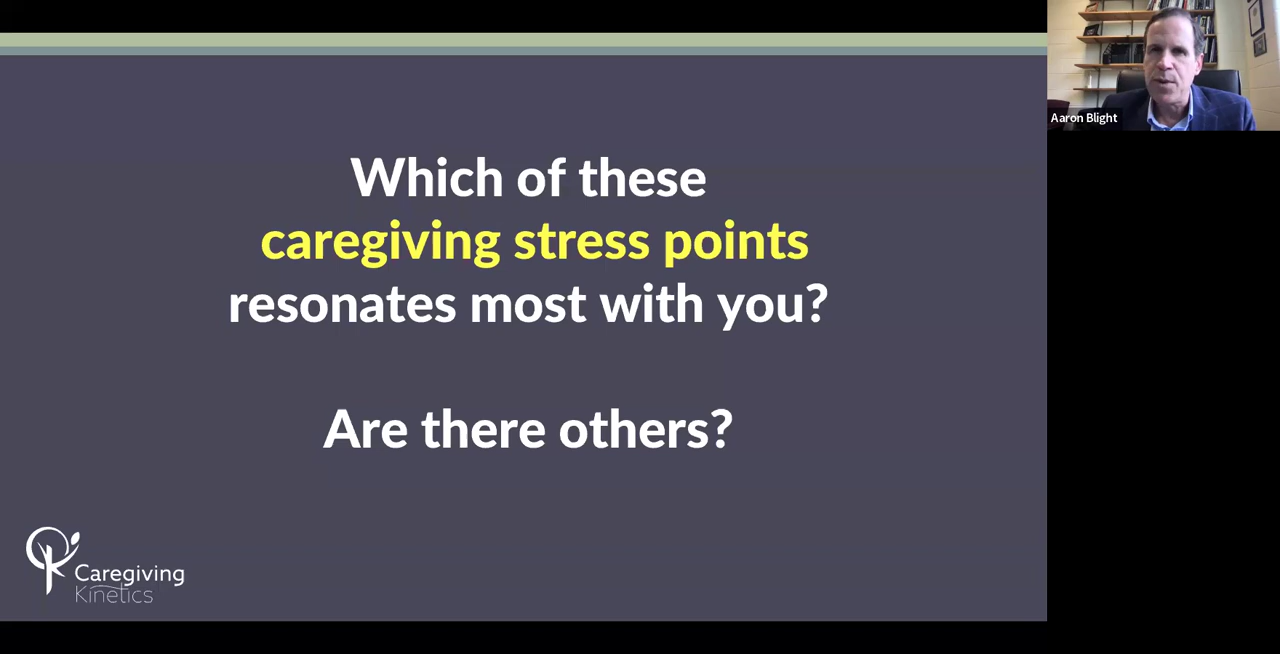 Which of these
caregiving stress points
resonates most with you?
Are there others?
Caregiving
Kinetics
Aaron Blight